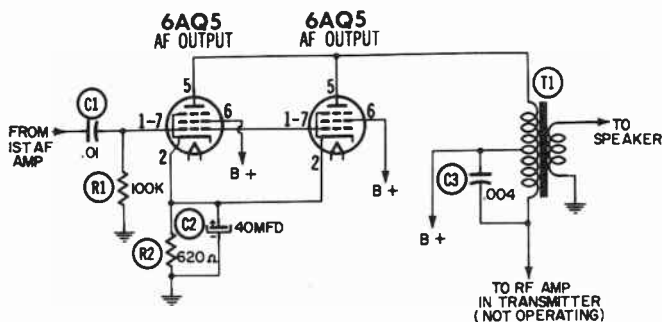 6AQ5
AF OUTPUT
6AQ5
AF OUTPUT
C1
FROM
1ST AF
AMP
.01
R1
100K
1-7
5
6
2
B+
1-7
5
6
2
B+
C2
40MFD
R2
620Ω
T1
TO
SPEAKER
C3
.004
B+
TO RF AMP
IN TRANSMITTER
(NOT OPERATING)